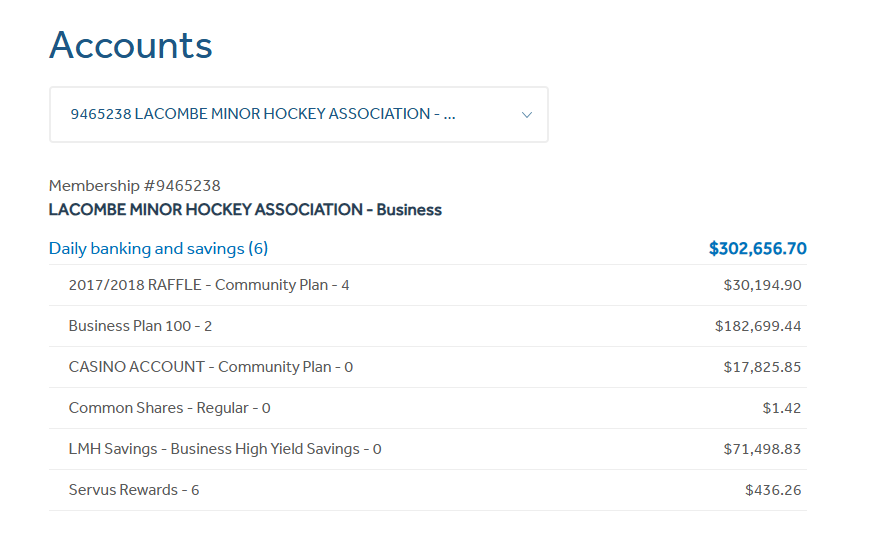 Accounts
9465238 LACOMBE MINOR HOCKEY ASSOCIATION - ...
Membership #9465238
LACOMBE MINOR HOCKEY ASSOCIATION - Business
Daily banking and savings (6) $302,656.70
2017/2018 RAFFLE - Community Plan - 4 $30,194.90
Business Plan 100 - 2 $182,699.44
CASINO ACCOUNT - Community Plan - 0 $17,825.85
Common Shares - Regular - 0 $1.42
LMH Savings - Business High Yield Savings - 0 $71,498.83
Servus Rewards - 6 $436.26